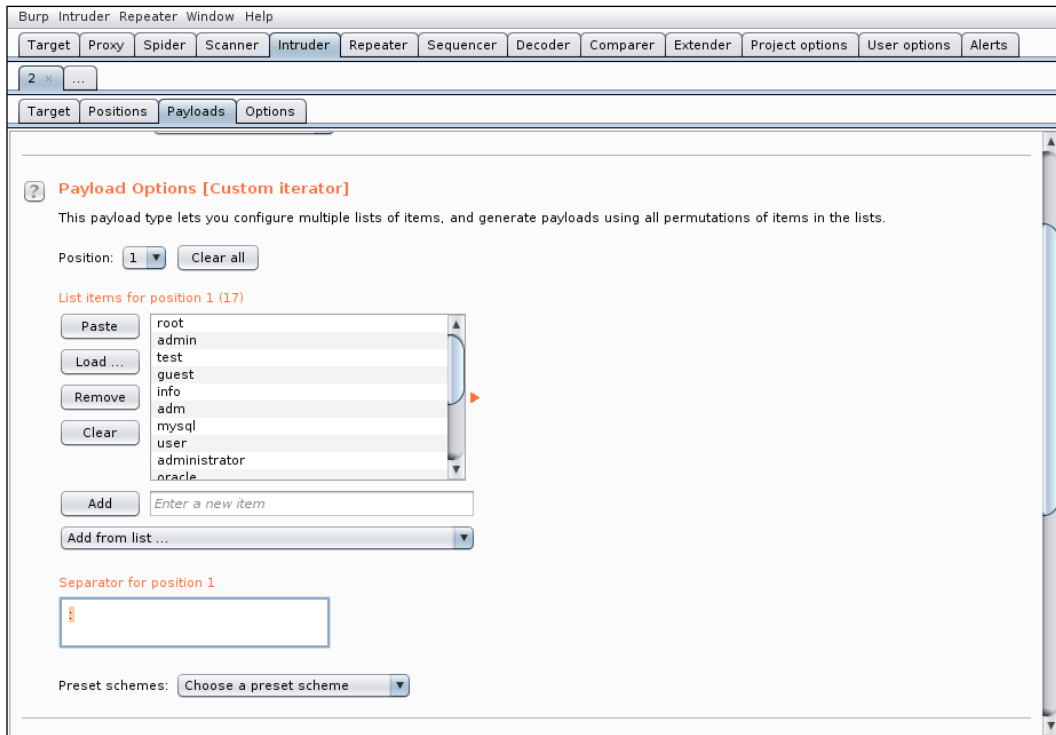 Burp Intruder Repeater Window Help
Target Proxy Spider Scanner Intruder Repeater Sequencer Decoder Comparer Extender Project options User options Alerts
2 × ...
Target Positions Payloads Options
? Payload Options [Custom iterator]
This payload type lets you configure multiple lists of items, and generate payloads using all permutations of items in the lists.
Position: 1 Clear all
List items for position 1 (17)
Paste
Load ...
Remove
Clear
root
admin
test
guest
info
adm
mysql
user
administrator
oracle
Add Enter a new item
Add from list ...
Separator for position 1
:
Preset schemes: Choose a preset scheme